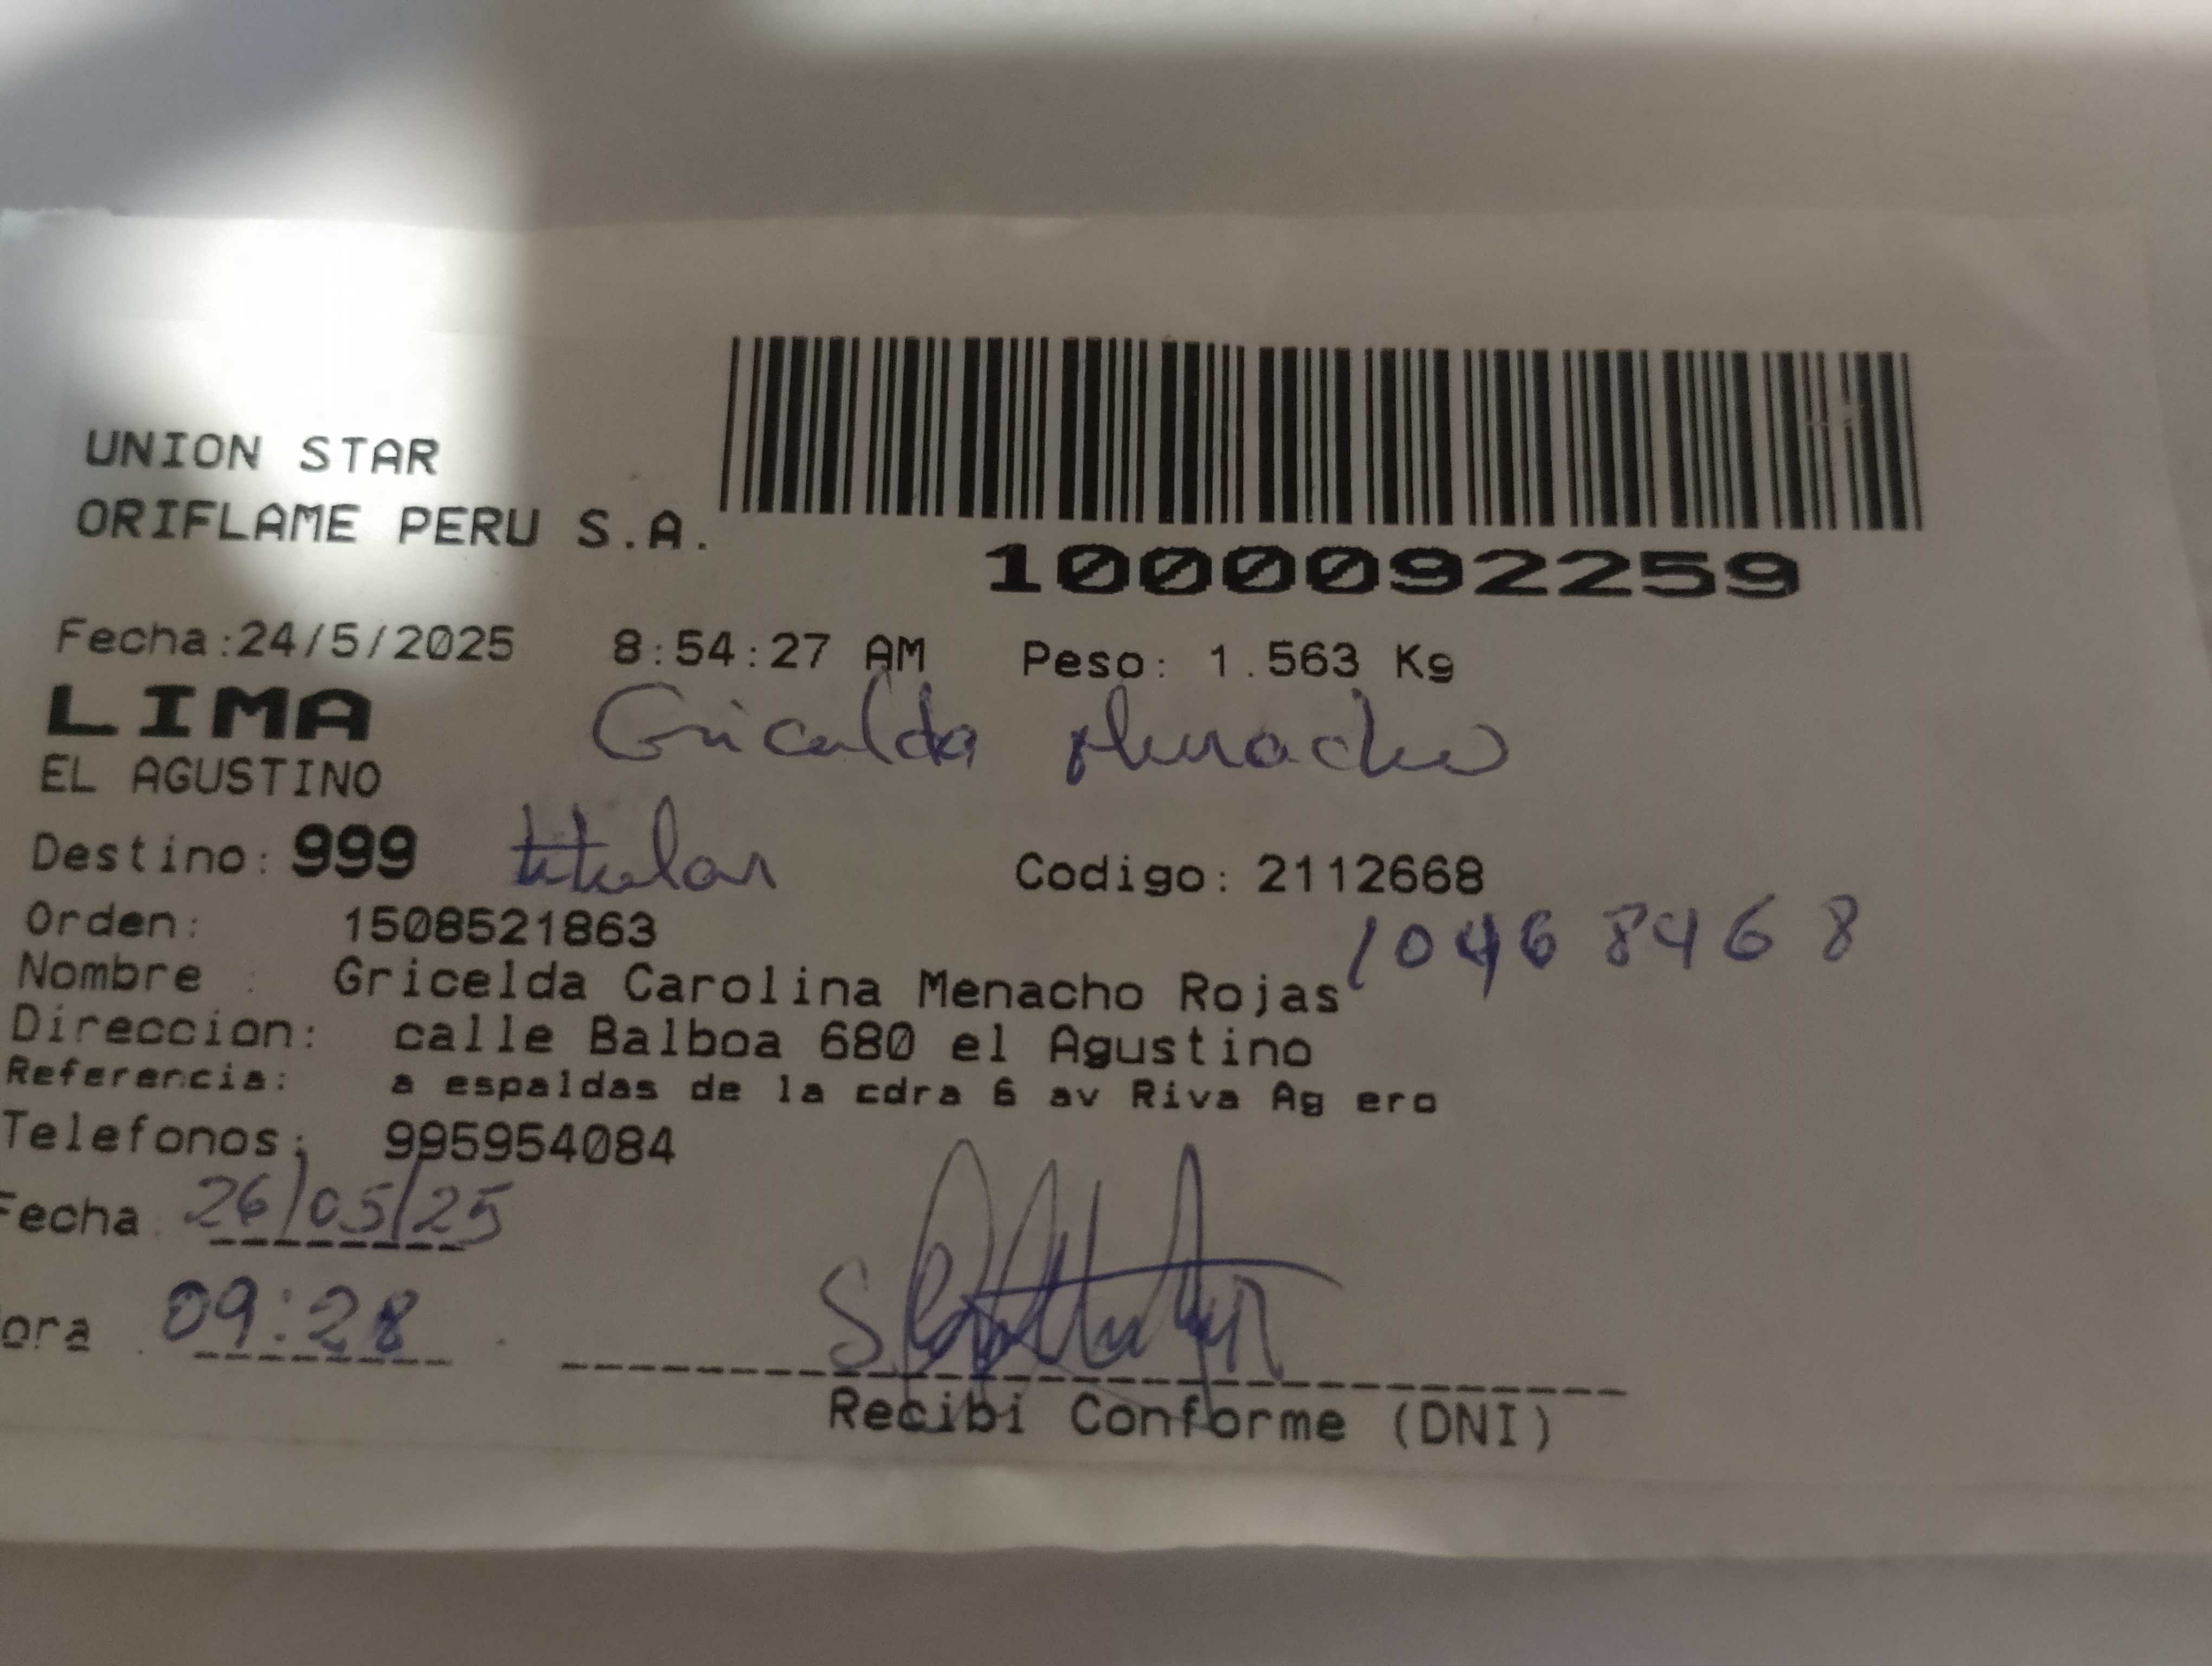 UNION STAR
ORIFLAME PERU S.A.
1000092259
Fecha:24/5/2025 8:54:27 AM Peso: 1.563 Kg
LIMA
Gricelda Menacho
EL AGUSTINO
Destino: 999 titular Codigo: 2112668
Orden: 1508521863
10468468
Nombre : Gricelda Carolina Menacho Rojas
Direccion: calle Balboa 680 el Agustino
Referencia: a espaldas de la cdra 6 av Riva Ag ero
Telefonos: 995954084
Fecha 26/05/25
ora 09:28
Recibi Conforme (DNI)